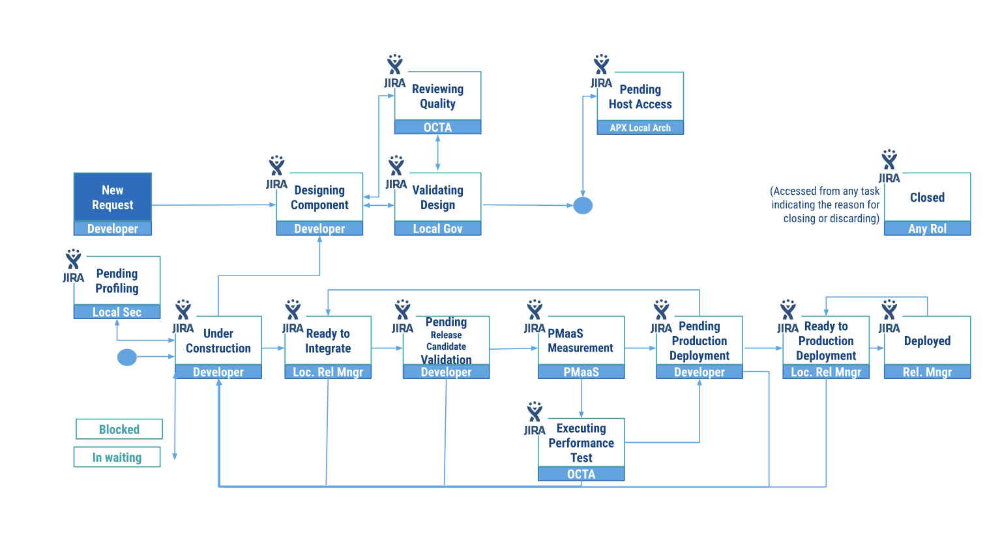 JIRA
Reviewing
Quality
OCTA
JIRA
Pending
Host Access
APX Local Arch
New
Request
Developer
JIRA
Designing
Component
Developer
JIRA
Validating
Design
Local Gov
(Accessed from any task
indicating the reason for
closing or discarding)
JIRA
Closed
Any Rol
JIRA
Pending
Profiling
Local Sec
JIRA
Under
Construction
Developer
JIRA
Ready to
Integrate
Loc. Rel Mngr
JIRA
Pending
Release
Candidate
Validation
Developer
JIRA
PMaaS
Measurement
PMaaS
JIRA
Pending
Production
Deployment
Developer
JIRA
Ready to
Production
Deployment
Loc. Rel Mngr
JIRA
Deployed
Rel. Mngr
Blocked
In waiting
JIRA
Executing
Performance
Test
OCTA